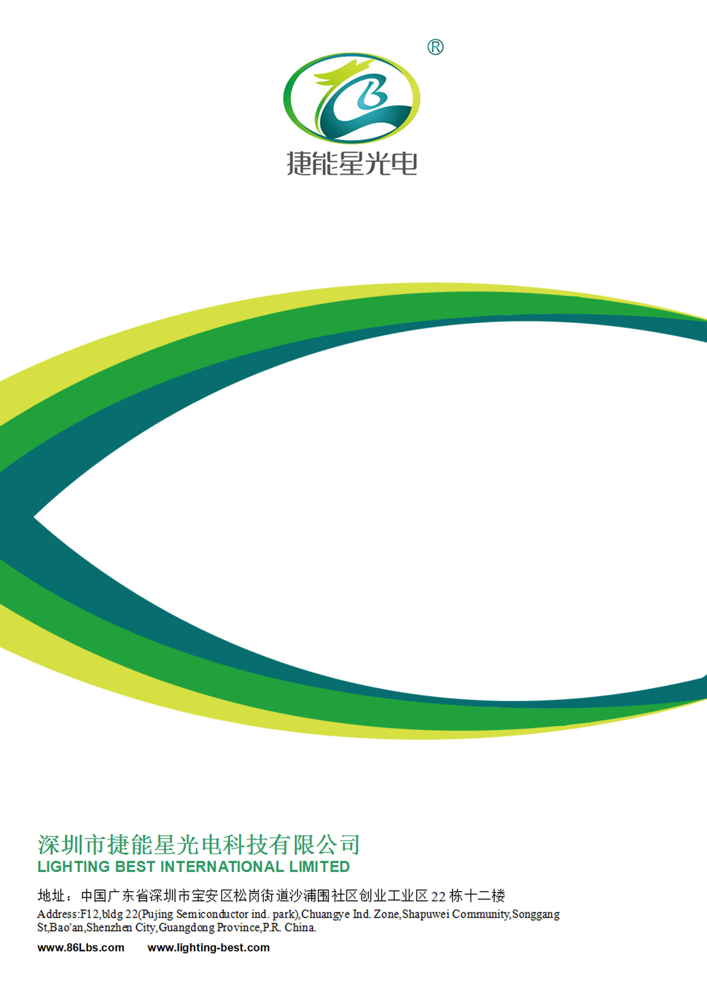 ®
B
捷能星光电
深圳市捷能星光电科技有限公司
LIGHTING BEST INTERNATIONAL LIMITED
地址：中国广东省深圳市宝安区松岗街道沙浦围社区创业工业区 22 栋十二楼
Address:F12,bldg 22(Pujing Semiconductor ind. park),Chuangye Ind. Zone,Shapuwei Community,Songgang
St,Bao'an,Shenzhen City,Guangdong Province,P.R. China.
www.86Lbs.com www.lighting-best.com